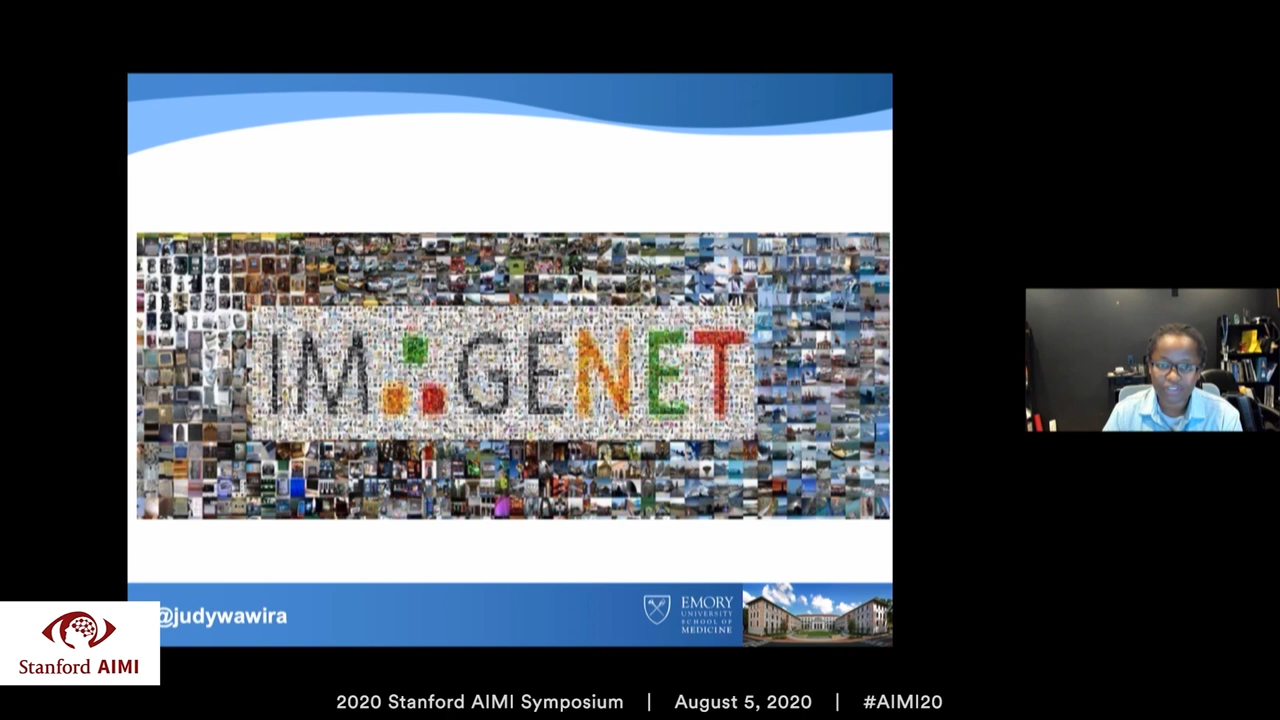 IMAGENET
@judywawira
EMORY
UNIVERSITY
SCHOOL OF
MEDICINE
Stanford AIMI
2020 Stanford AIMI Symposium | August 5, 2020 | #AIMI20